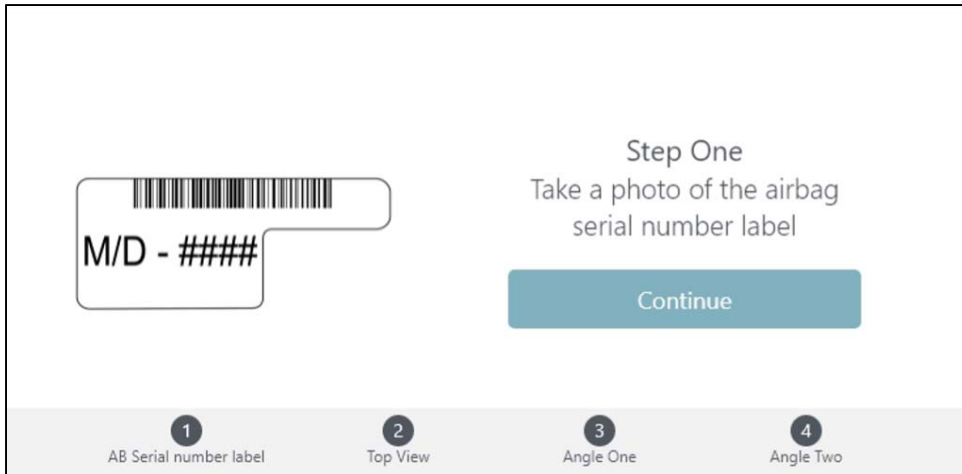 M/D - ####
Step One
Take a photo of the airbag
serial number label
Continue
1
AB Serial number label
2
Top View
3
Angle One
4
Angle Two